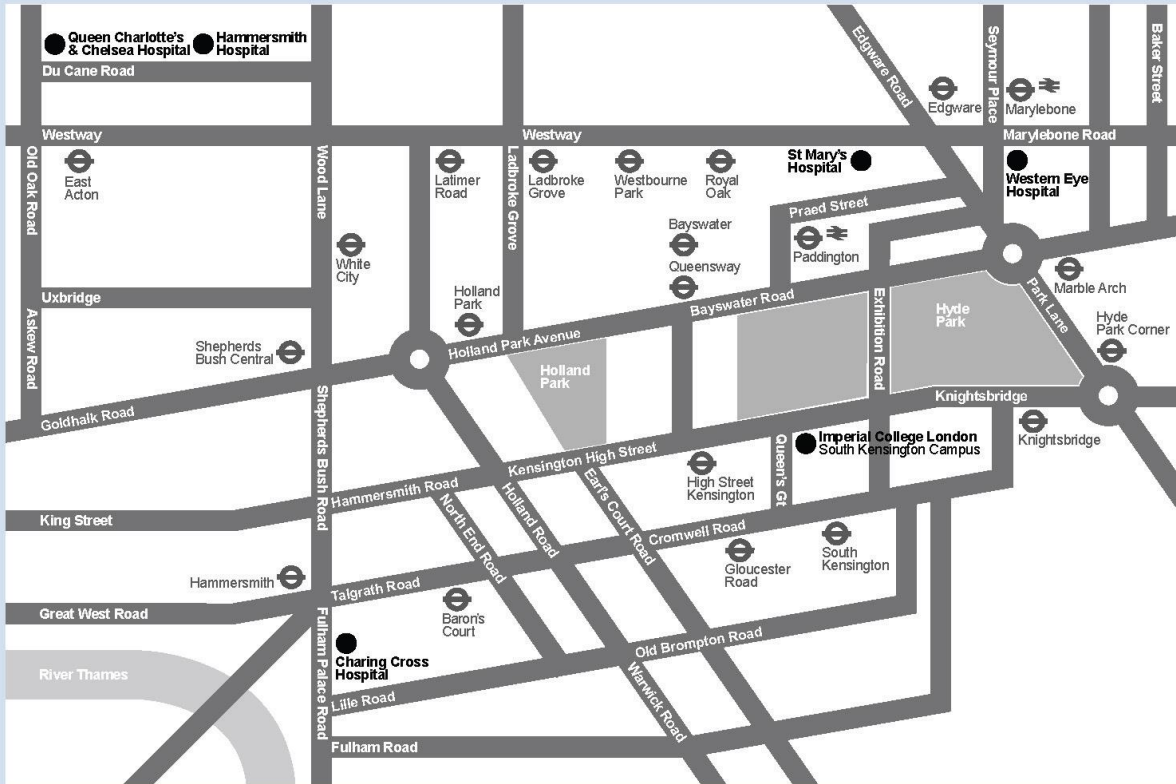 Queen Charlotte's
& Chelsea Hospital
Hammersmith
Hospital
Du Cane Road
Edgware Road
Seymour Place
Baker Street
Edgware
Marylebone
Westway
Westway
Marylebone Road
Old Oak Road
East
Acton
Wood Lane
Latimer
Road
Ladbroke Grove
Ladbroke
Grove
Westbourne
Park
Royal
Oak
St Mary's
Hospital
Western Eye
Hospital
Praed Street
Bayswater
Queensway
Paddington
White
City
Uxbridge
Holland
Park
Bayswater Road
Exhibition Road
Hyde
Park
Park Lane
Marble Arch
Hyde
Park Corner
Askew Road
Shepherds
Bush Central
Holland Park Avenue
Holland
Park
Knightsbridge
Knightsbridge
Goldhalk Road
Shepherds Bush Road
Kensington High Street
Queen's Gt
Imperial College London
South Kensington Campus
High Street
Kensington
Hammersmith Road
King Street
North End Road
Holland Road
Earl's Court Road
Cromwell Road
Gloucester
Road
South
Kensington
Hammersmith
Talgrath Road
Great West Road
Baron's
Court
Fulham Palace Road
Charing Cross
Hospital
Old Brompton Road
River Thames
Lille Road
Warwick Road
Fulham Road